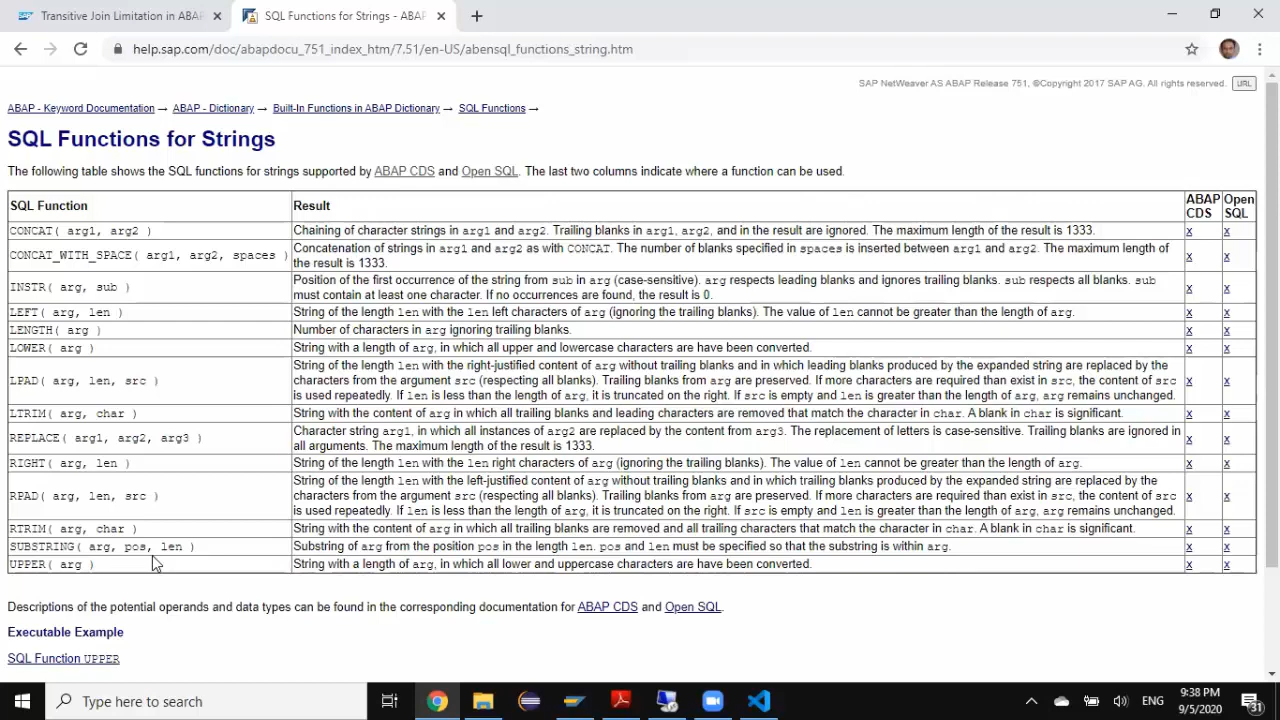 Transitive Join Limitation in ABAP
SQL Functions for Strings - ABAP
help.sap.com/doc/abapdocu_751_index_htm/7.51/en-US/abensql_functions_string.htm
SAP NetWeaver AS ABAP Release 751, ©Copyright 2017 SAP AG. All rights reserved. URL
ABAP - Keyword Documentation → ABAP - Dictionary → Built-In Functions in ABAP Dictionary → SQL Functions →
SQL Functions for Strings
The following table shows the SQL functions for strings supported by ABAP CDS and Open SQL. The last two columns indicate where a function can be used.
SQL Function Result ABAP CDS Open SQL
CONCAT( arg1, arg2 ) Chaining of character strings in arg1 and arg2. Trailing blanks in arg1, arg2, and in the result are ignored. The maximum length of the result is 1333. x x
CONCAT_WITH_SPACE( arg1, arg2, spaces ) Concatenation of strings in arg1 and arg2 as with CONCAT. The number of blanks specified in spaces is inserted between arg1 and arg2. The maximum length of
the result is 1333. x x
INSTR( arg, sub ) Position of the first occurrence of the string from sub in arg (case-sensitive). arg respects leading blanks and ignores trailing blanks. sub respects all blanks. sub
must contain at least one character. If no occurrences are found, the result is 0. x x
LEFT( arg, len ) String of the length len with the len left characters of arg (ignoring the trailing blanks). The value of len cannot be greater than the length of arg. x x
LENGTH( arg ) Number of characters in arg ignoring trailing blanks. x x
LOWER( arg ) String with a length of arg, in which all upper and lowercase characters are have been converted. x x
LPAD( arg, len, src ) String of the length len with the right-justified content of arg without trailing blanks and in which leading blanks produced by the expanded string are replaced by the
characters from the argument src (respecting all blanks). Trailing blanks from arg are preserved. If more characters are required than exist in src, the content of src
is used repeatedly. If len is less than the length of arg, it is truncated on the right. If src is empty and len is greater than the length of arg, arg remains unchanged. x x
LTRIM( arg, char ) String with the content of arg in which all trailing blanks and leading characters are removed that match the character in char. A blank in char is significant. x x
REPLACE( arg1, arg2, arg3 ) Character string arg1, in which all instances of arg2 are replaced by the content from arg3. The replacement of letters is case-sensitive. Trailing blanks are ignored in
all arguments. The maximum length of the result is 1333. x x
RIGHT( arg, len ) String of the length len with the len right characters of arg (ignoring the trailing blanks). The value of len cannot be greater than the length of arg. x x
RPAD( arg, len, src ) String of the length len with the left-justified content of arg without trailing blanks and in which trailing blanks produced by the expanded string are replaced by the
characters from the argument src (respecting all blanks). Trailing blanks from arg are preserved. If more characters are required than exist in src, the content of src
is used repeatedly. If len is less than the length of arg, it is truncated on the right. If src is empty and len is greater than the length of arg, arg remains unchanged. x x
RTRIM( arg, char ) String with the content of arg in which all trailing blanks are removed and all trailing characters that match the character in char. A blank in char is significant. x x
SUBSTRING( arg, pos, len ) Substring of arg from the position pos in the length len. pos and len must be specified so that the substring is within arg. x x
UPPER( arg ) String with a length of arg, in which all lower and uppercase characters are have been converted. x x
Descriptions of the potential operands and data types can be found in the corresponding documentation for ABAP CDS and Open SQL.
Executable Example
SQL Function UPPER
Type here to search
ENG
9:38 PM
9/5/2020
31